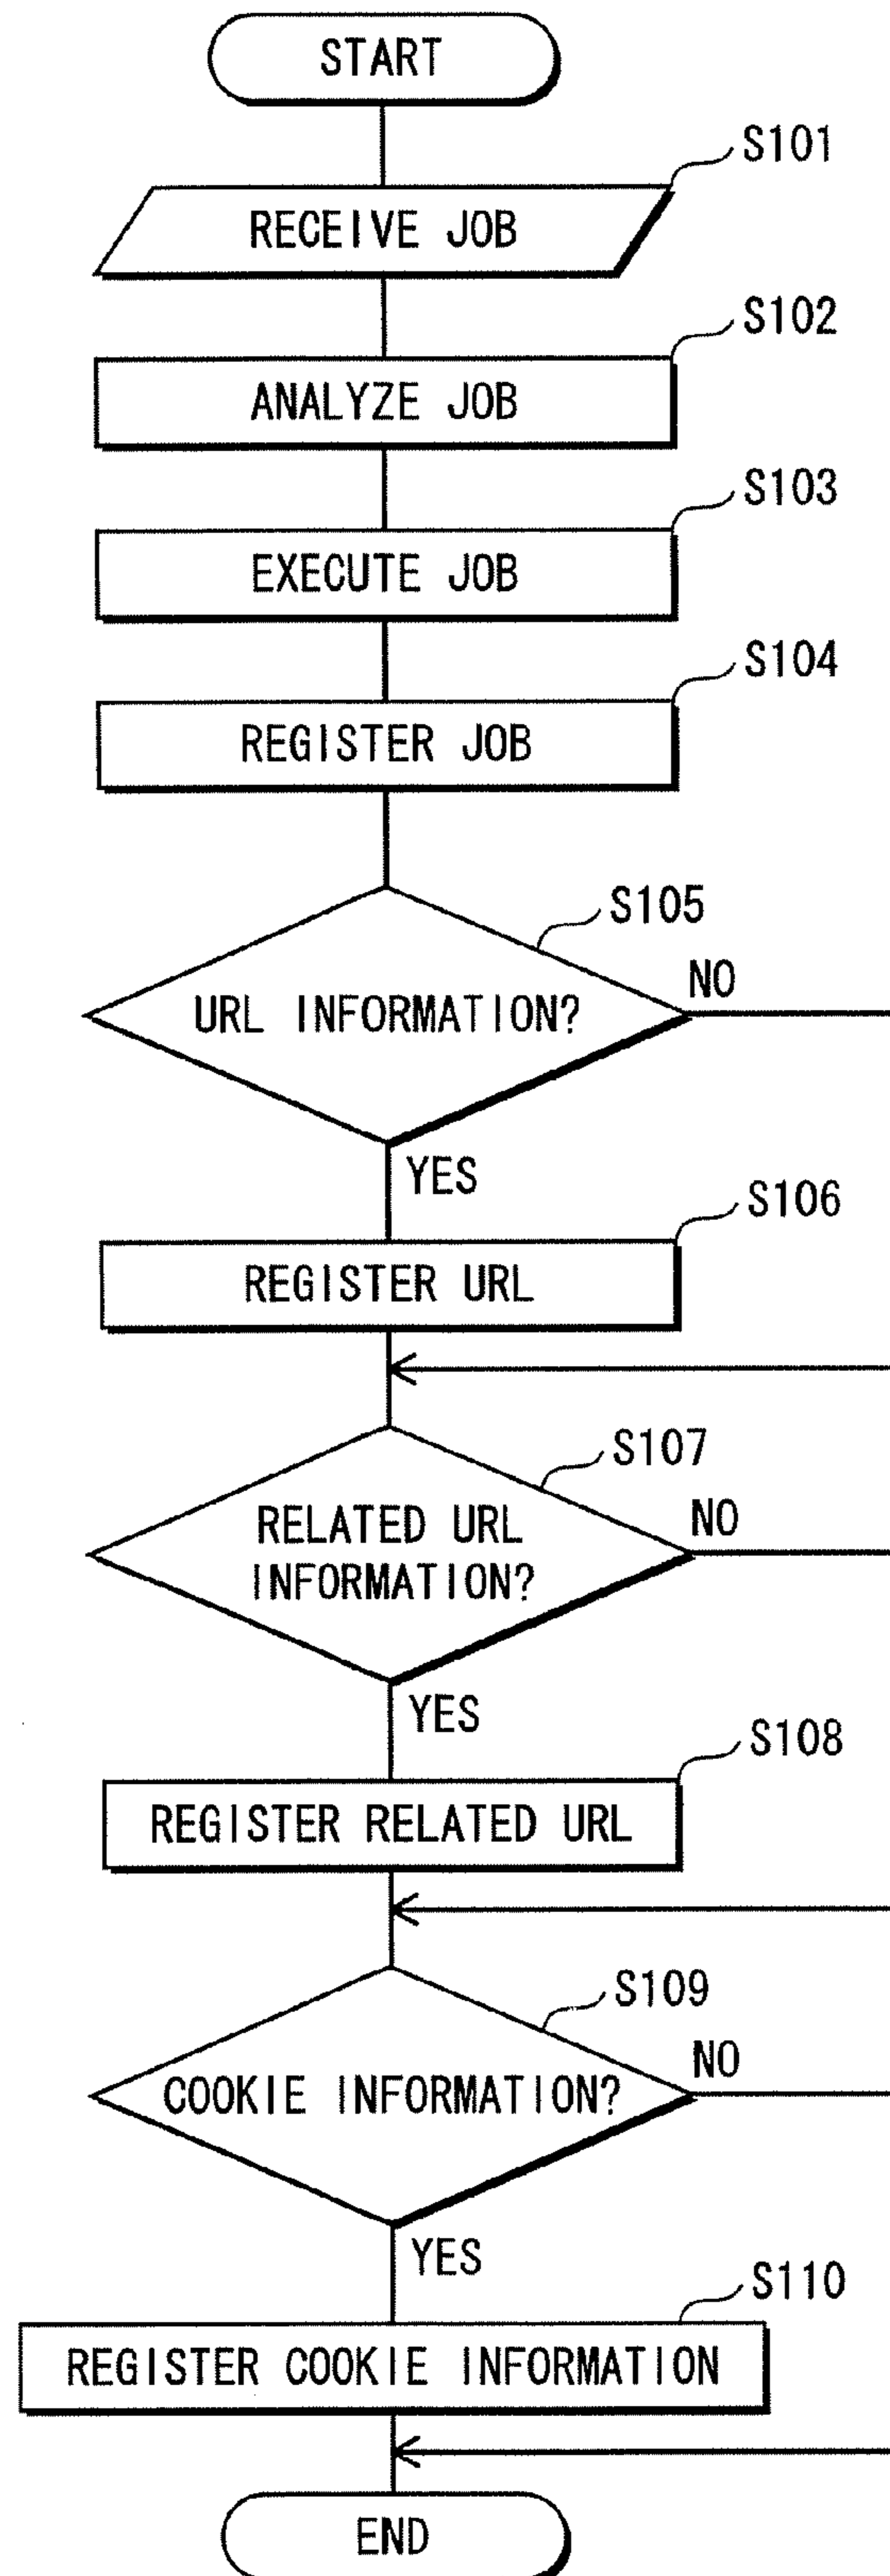 START
S101
RECEIVE JOB
S102
ANALYZE JOB
S103
EXECUTE JOB
S104
REGISTER JOB
S105
URL INFORMATION?
NO
YES
S106
REGISTER URL
S107
RELATED URL
INFORMATION?
NO
YES
S108
REGISTER RELATED URL
S109
COOKIE INFORMATION?
NO
YES
S110
REGISTER COOKIE INFORMATION
END